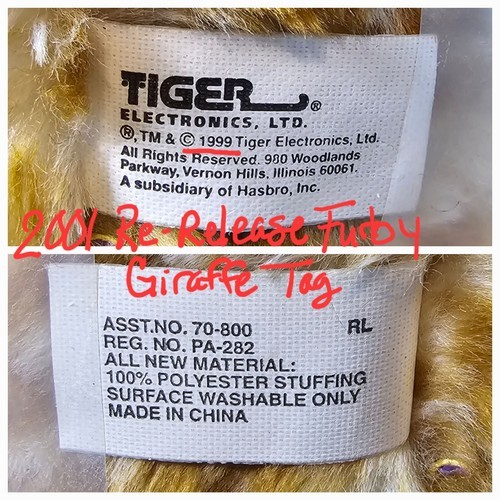 TIGER®
ELECTRONICS, LTD.
®, TM & © 1999 Tiger Electronics, Ltd.
All Rights Reserved. 980 Woodlands
Parkway, Vernon Hills, Illinois 60061.
A subsidiary of Hasbro, Inc.
2001 Re-Release Furby
Giraffe Tag
ASST.NO. 70-800 RL
REG. NO. PA-282
ALL NEW MATERIAL:
100% POLYESTER STUFFING
SURFACE WASHABLE ONLY
MADE IN CHINA